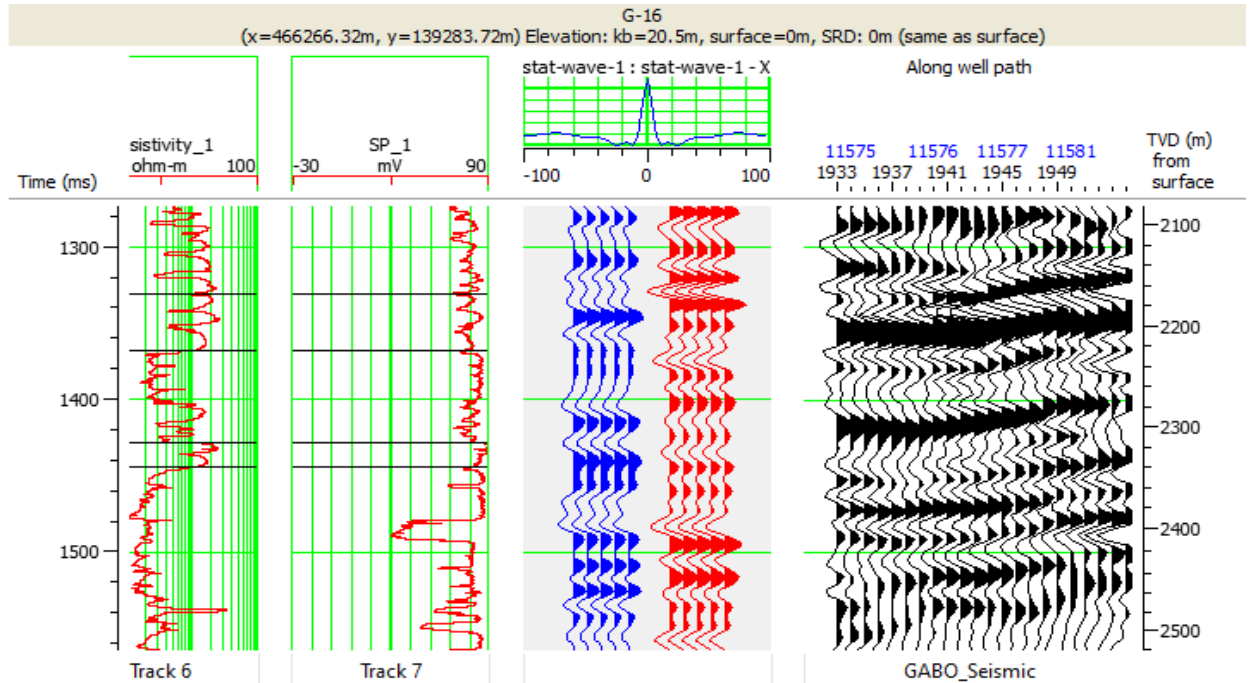 G-16
(x=466266.32m, y=139283.72m) Elevation: kb=20.5m, surface=0m, SRD: 0m (same as surface)
stat-wave-1 : stat-wave-1 - X
Along well path
sistivity_1
ohm-m 100
SP_1
-30 mV 90
-100 0 100
11575 11576 11577 11581
1933 1937 1941 1945 1949
TVD (m)
from
surface
Time (ms)
1300
1400
1500
2100
2200
2300
2400
2500
Track 6
Track 7
GABO_Seismic